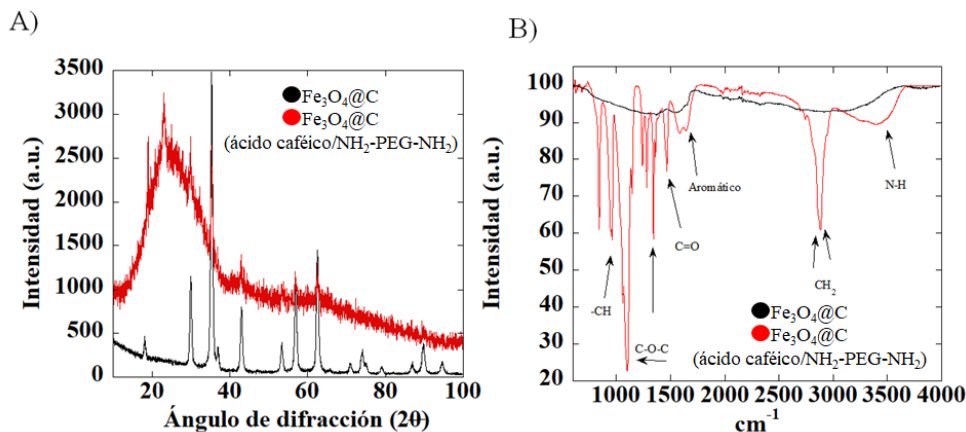 A)
3500
3000
2500
2000
1500
1000
500
0
Intensidad (a.u.)
Fe₃O₄@C
Fe₃O₄@C
(ácido caféico/NH₂-PEG-NH₂)
20
40
60
80
100
Ángulo de difracción (2θ)
B)
100
90
80
70
60
50
40
30
20
Intensidad (a.u.)
Aromático
N-H
C=O
CH₂
-CH
C-O-C
Fe₃O₄@C
Fe₃O₄@C
(ácido caféico/NH₂-PEG-NH₂)
1000
1500
2000
2500
3000
3500
4000
cm⁻¹